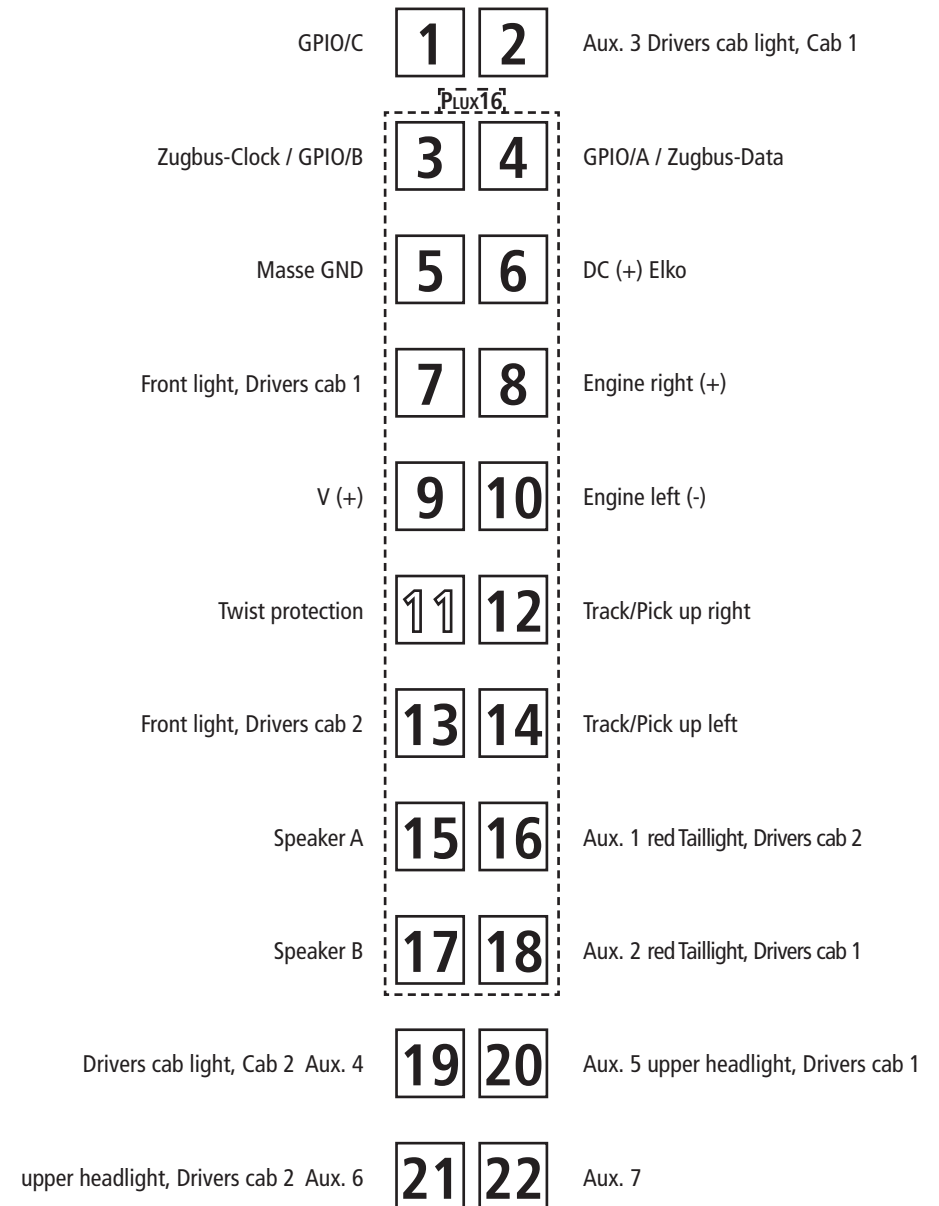 GPIO/C 1 2 Aux. 3 Drivers cab light, Cab 1
PLUX16
Zugbus-Clock / GPIO/B 3 4 GPIO/A / Zugbus-Data
Masse GND 5 6 DC (+) Elko
Front light, Drivers cab 1 7 8 Engine right (+)
V (+) 9 10 Engine left (-)
Twist protection 11 12 Track/Pick up right
Front light, Drivers cab 2 13 14 Track/Pick up left
Speaker A 15 16 Aux. 1 red Taillight, Drivers cab 2
Speaker B 17 18 Aux. 2 red Taillight, Drivers cab 1
Drivers cab light, Cab 2 Aux. 4 19 20 Aux. 5 upper headlight, Drivers cab 1
upper headlight, Drivers cab 2 Aux. 6 21 22 Aux. 7